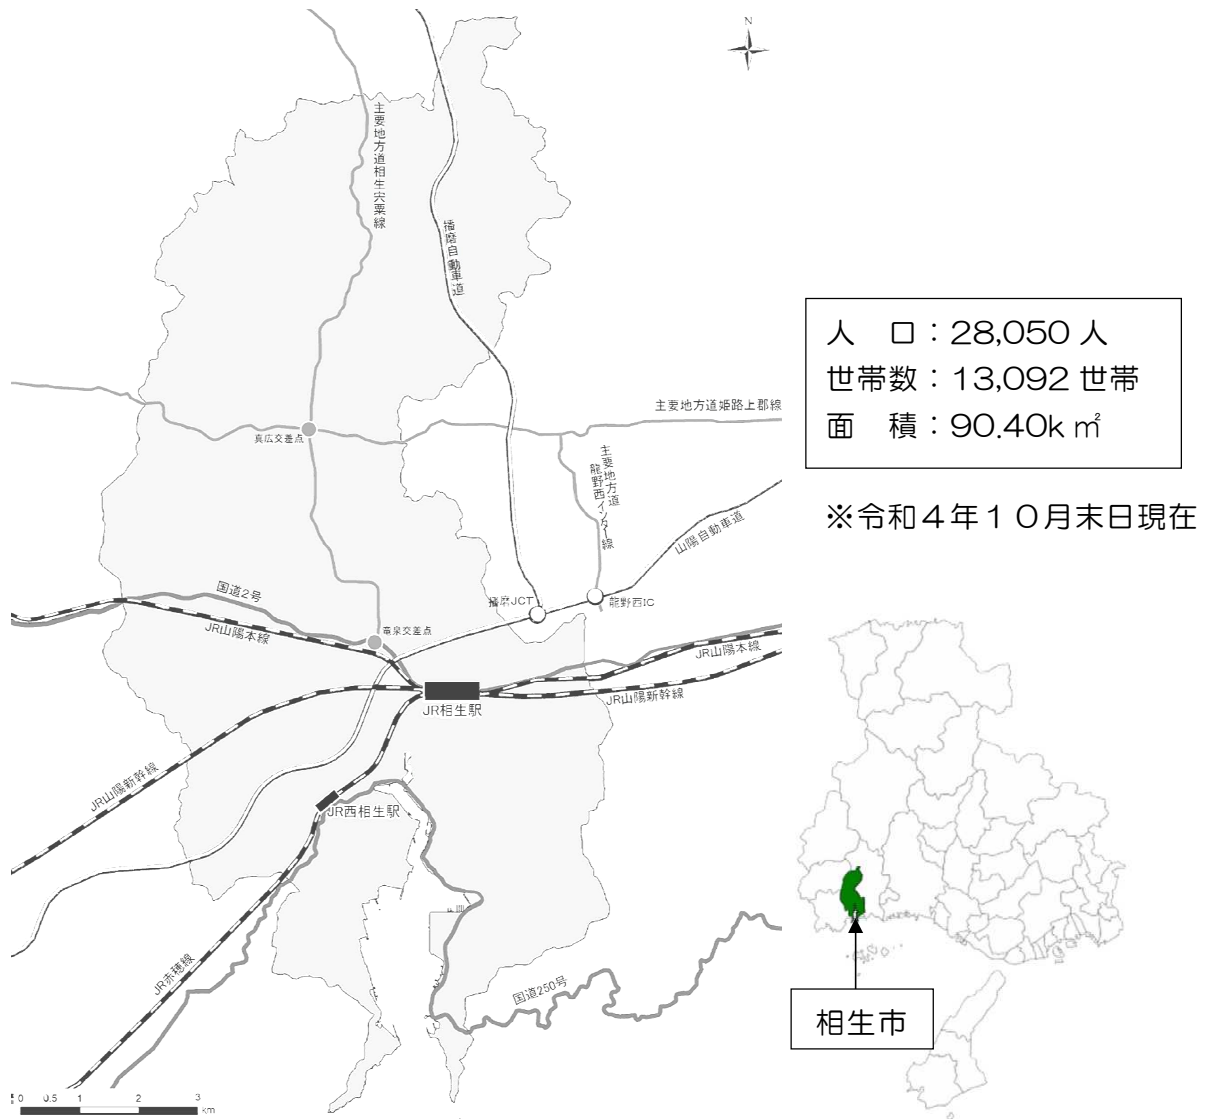 N
主要地方道相生宍粟線
播磨自動車道
人　口：28,050 人
世帯数：13,092 世帯
面　積：90.40k㎡
※令和４年１０月末日現在
主要地方道姫路上郡線
真広交差点
主要地方道
龍野西インター線
山陽自動車道
国道2号
播磨JCT
龍野西IC
JR山陽本線
竜泉交差点
JR山陽本線
JR山陽新幹線
JR相生駅
JR山陽新幹線
JR西相生駅
JR赤穂線
国道250号
相生市
0 0.5 1 2 3
km